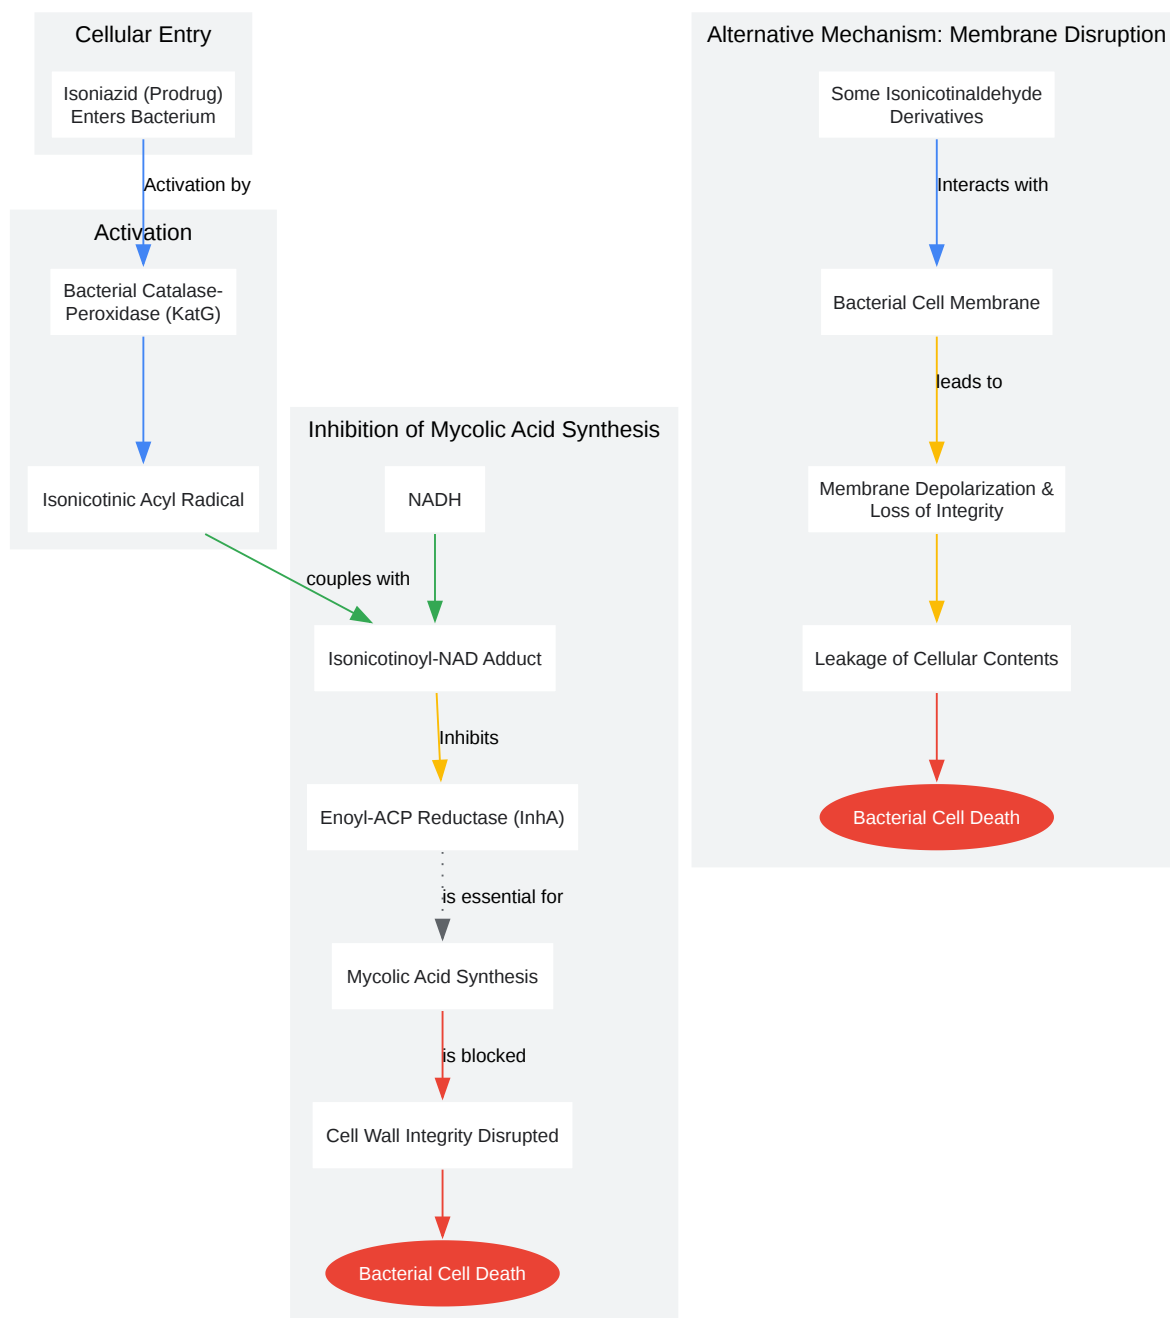 Cellular Entry
Isoniazid (Prodrug)
Enters Bacterium
Activation by
Activation
Bacterial Catalase-
Peroxidase (KatG)
Isonicotinic Acyl Radical
couples with
Inhibition of Mycolic Acid Synthesis
NADH
Isonicotinoyl-NAD Adduct
Inhibits
Enoyl-ACP Reductase (InhA)
is essential for
Mycolic Acid Synthesis
is blocked
Cell Wall Integrity Disrupted
Bacterial Cell Death
Alternative Mechanism: Membrane Disruption
Some Isonicotinaldehyde
Derivatives
Interacts with
Bacterial Cell Membrane
leads to
Membrane Depolarization &
Loss of Integrity
Leakage of Cellular Contents
Bacterial Cell Death